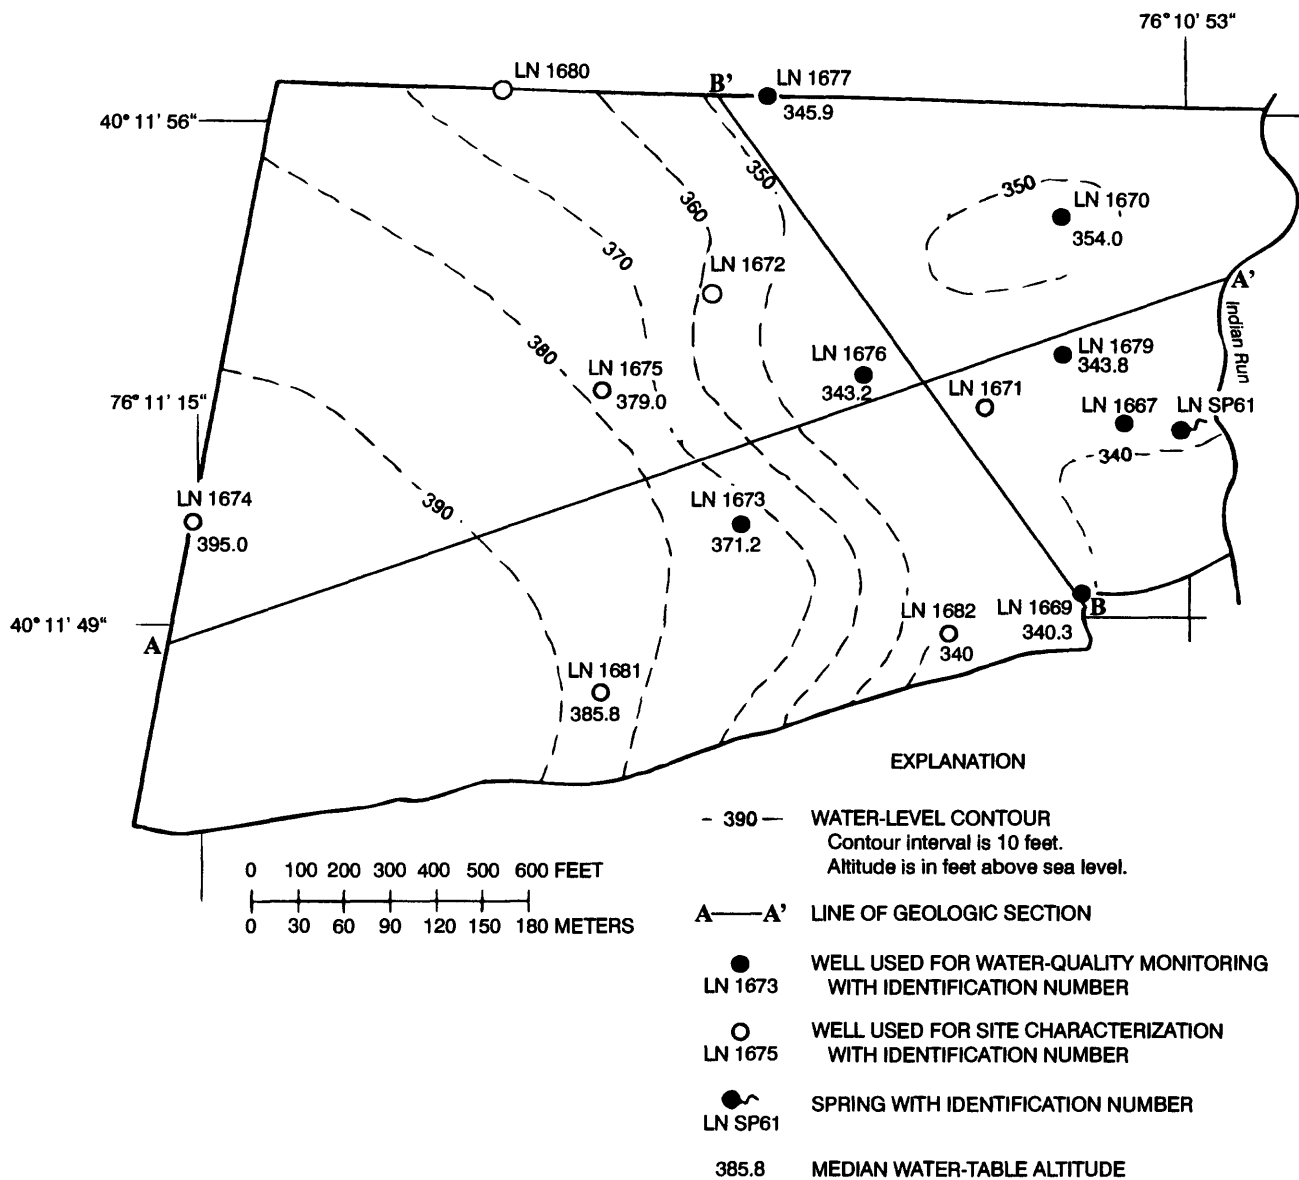 76° 10' 53"
LN 1680
B'
LN 1677
345.9
40° 11' 56"
350
350
LN 1670
354.0
360
370
LN 1672
A'
Indian Run
380
LN 1675
379.0
LN 1676
343.2
LN 1679
343.8
76° 11' 15"
LN 1671
LN 1667
LN SP61
340
390
LN 1674
395.0
LN 1673
371.2
LN 1682
340
LN 1669
340.3
B
40° 11' 49"
A
LN 1681
385.8
EXPLANATION
- 390 — WATER-LEVEL CONTOUR
Contour interval is 10 feet.
Altitude is in feet above sea level.
0 100 200 300 400 500 600 FEET
0 30 60 90 120 150 180 METERS
A—A' LINE OF GEOLOGIC SECTION
WELL USED FOR WATER-QUALITY MONITORING
LN 1673 WITH IDENTIFICATION NUMBER
WELL USED FOR SITE CHARACTERIZATION
LN 1675 WITH IDENTIFICATION NUMBER
SPRING WITH IDENTIFICATION NUMBER
LN SP61
385.8 MEDIAN WATER-TABLE ALTITUDE